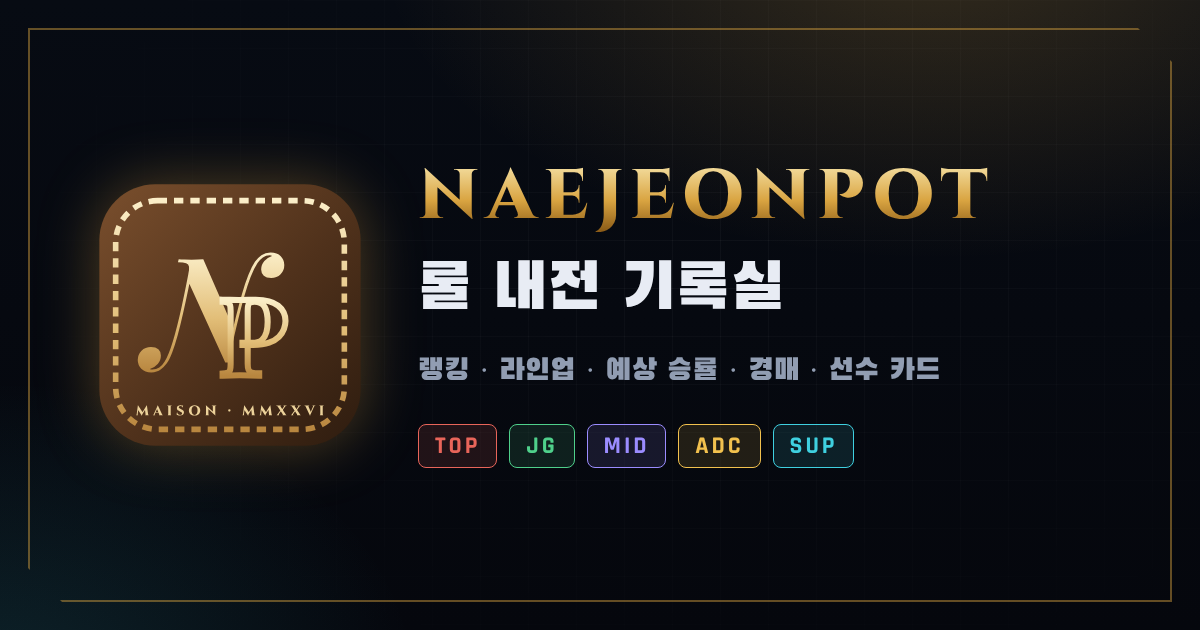 NAEJEONPOT
롤 내전 기록실
랭킹 · 라인업 · 예상 승률 · 경매 · 선수 카드
TOP JG MID ADC SUP
NP
MAISON · MMXXVI